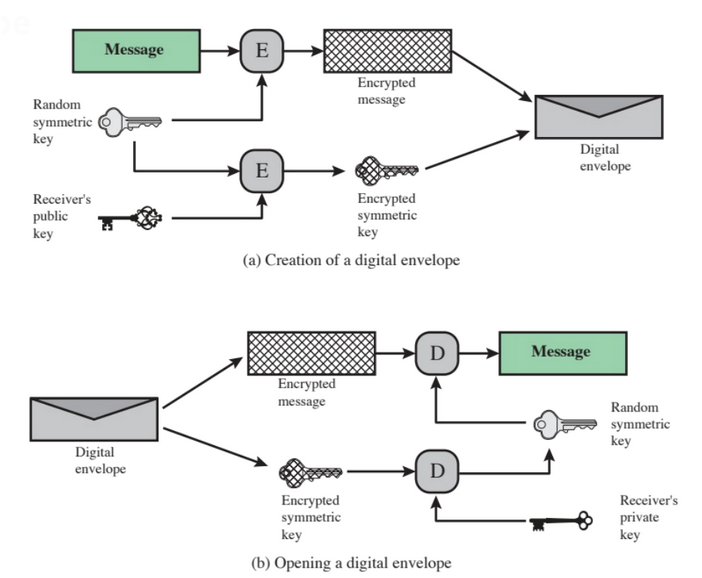 Message
E
Encrypted
message
Random
symmetric
key
Digital
envelope
E
Encrypted
symmetric
key
Receiver's
public
key
(a) Creation of a digital envelope
Encrypted
message
D
Message
Digital
envelope
Random
symmetric
key
Encrypted
symmetric
key
D
Receiver's
private
key
(b) Opening a digital envelope